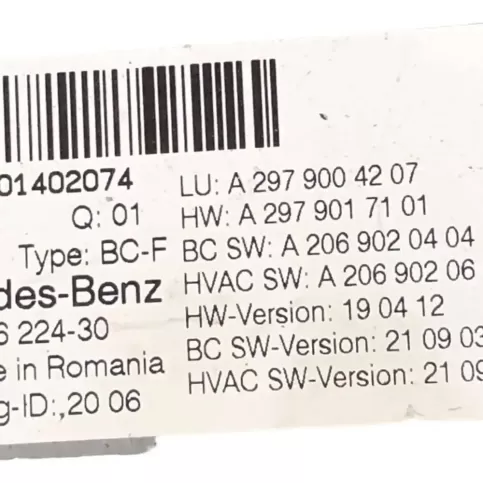 01402074
Q: 01
Type: BC-F
des-Benz
6 224-30
e in Romania
g-ID:,20 06
LU: A 297 900 42 07
HW: A 297 901 71 01
BC SW: A 206 902 04 04
HVAC SW: A 206 902 06
HW-Version: 19 04 12
BC SW-Version: 21 09 03
HVAC SW-Version: 21 09